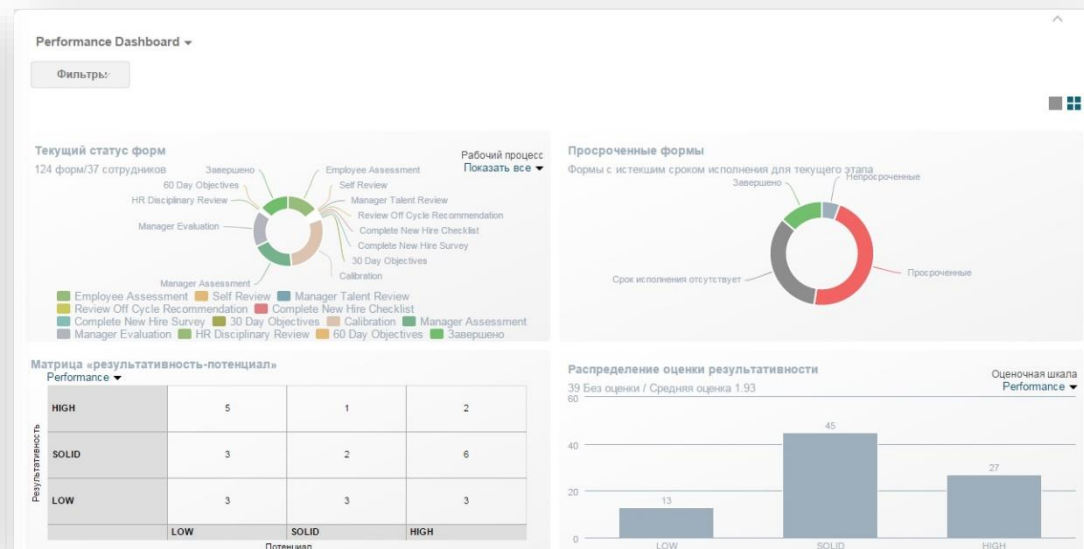 Performance Dashboard
Фильтры
Текущий статус форм
124 форм/37 сотрудников
Рабочий процесс
Показать все
Завершено
Employee Assessment
60 Day Objectives
Self Review
HR Disciplinary Review
Manager Talent Review
Review Off Cycle Recommendation
Manager Evaluation
Complete New Hire Checklist
Complete New Hire Survey
30 Day Objectives
Calibration
Manager Assessment
Employee Assessment Self Review Manager Talent Review
Review Off Cycle Recommendation Complete New Hire Checklist
Complete New Hire Survey 30 Day Objectives Calibration Manager Assessment
Manager Evaluation HR Disciplinary Review 60 Day Objectives Завершено
Просроченные формы
Формы с истекшим сроком исполнения для текущего этапа
Завершено
Непросроченные
Срок исполнения отсутствует
Просроченные
Матрица «результативность-потенциал»
Performance
Результативность
HIGH 5 1 2
SOLID 3 2 6
LOW 3 3 3
LOW SOLID HIGH
Потенциал
Распределение оценки результативности
39 Без оценки / Средняя оценка 1.93
Оценочная шкала
Performance
60
45
40
27
20
13
0
LOW SOLID HIGH